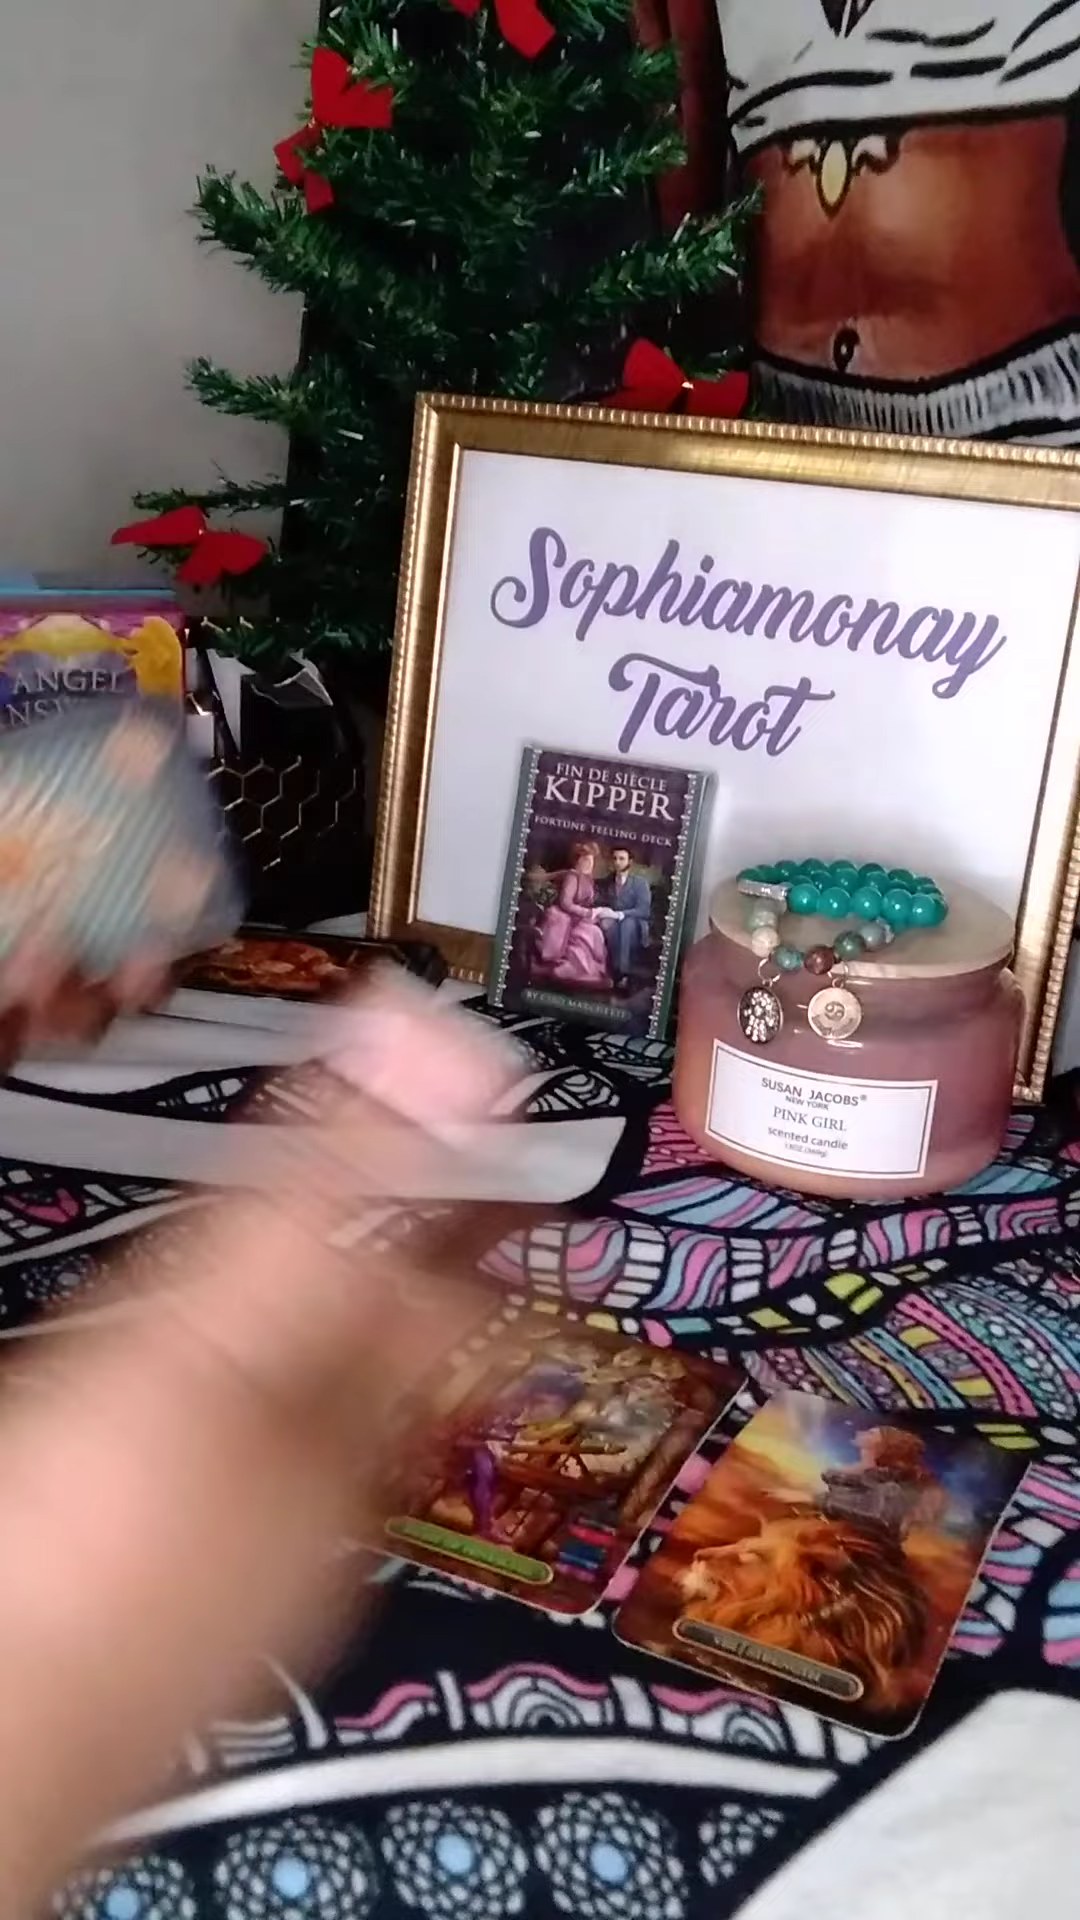 Sophiamonay
Tarot
ANGEL
FIN DE SIÈCLE
KIPPER
FORTUNE TELLING DECK
BY CIRO MARCHETTI
SUSAN JACOBS®
NEW YORK
PINK GIRL
scented candle